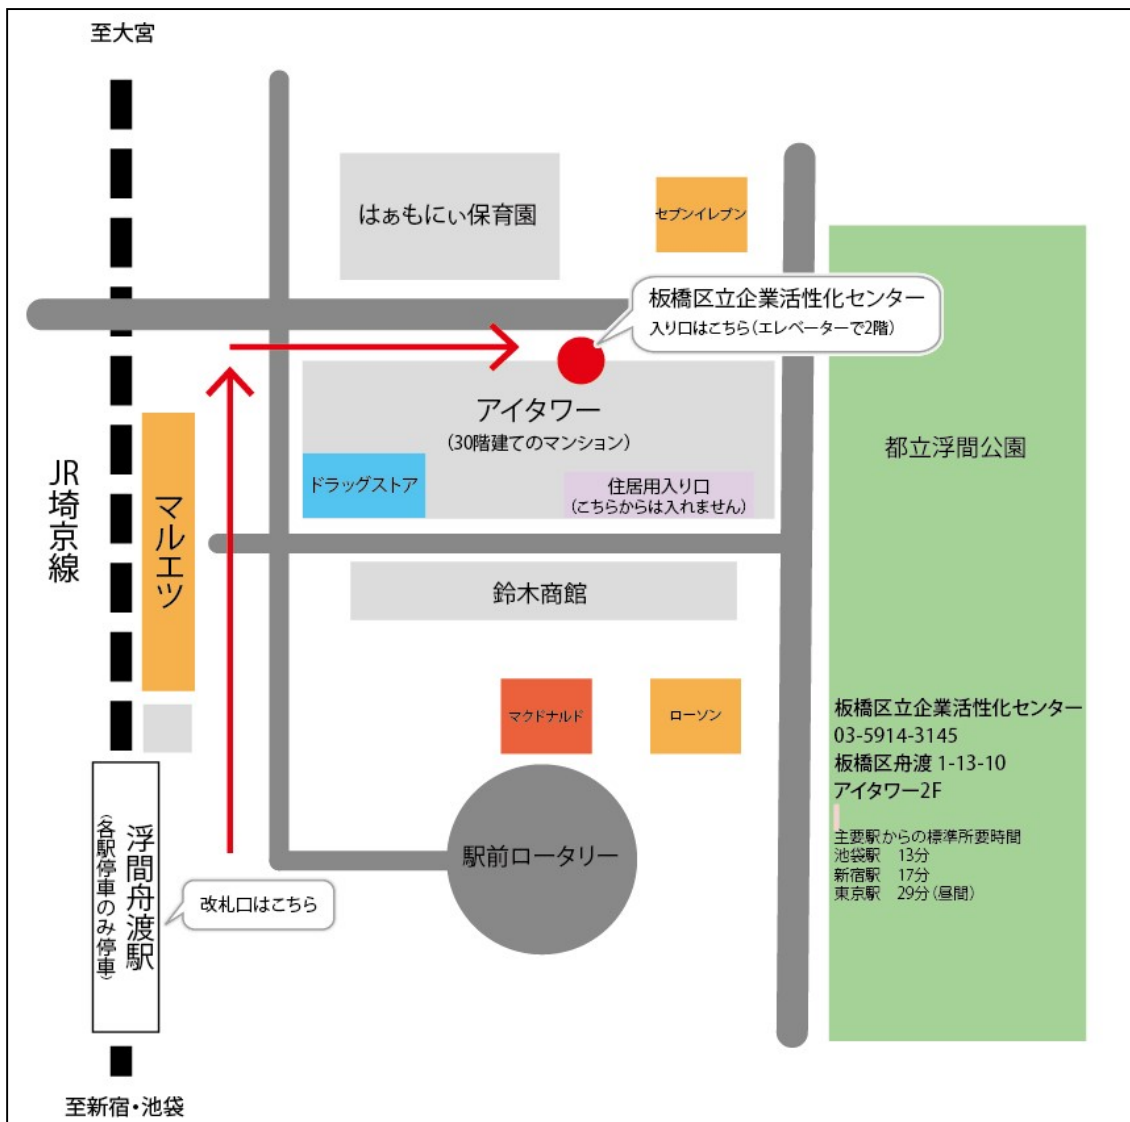 至大宮
はぁもにぃ保育園
セブンイレブン
板橋区立企業活性化センター
入り口はこちら(エレベーターで2階)
アイタワー
(30階建てのマンション)
ドラッグストア
住居用入り口
(こちらからは入れません)
都立浮間公園
JR埼京線
マルエツ
鈴木商館
マクドナルド
ローソン
板橋区立企業活性化センター
03-5914-3145
板橋区舟渡 1-13-10
アイタワー2F
主要駅からの標準所要時間
池袋駅 13分
新宿駅 17分
東京駅 29分(昼間)
駅前ロータリー
浮間舟渡駅
(各駅停車のみ停車)
改札口はこちら
至新宿・池袋